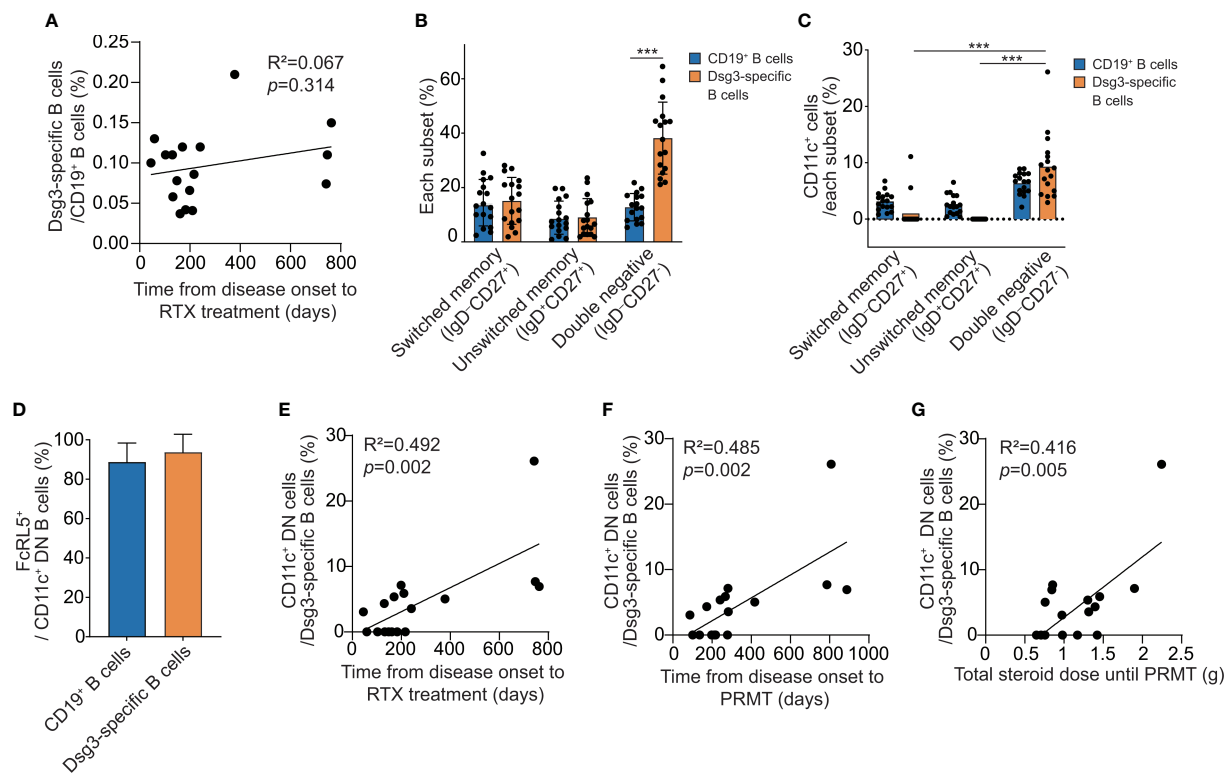 A
Dsg3-specific B cells
/CD19⁺ B cells (%)
0.25
0.20
0.15
0.10
0.05
0.00
R²=0.067
p=0.314
0 200 400 600 800
Time from disease onset to
RTX treatment (days)
B
Each subset (%)
60
40
20
0
***
CD19⁺ B cells
Dsg3-specific
B cells
Switched memory
(IgD⁻CD27⁺)
Unswitched memory
(IgD⁺CD27⁺)
Double negative
(IgD⁻CD27⁻)
C
CD11c⁺ cells
/each subset (%)
30
20
10
0
***
***
CD19⁺ B cells
Dsg3-specific
B cells
Switched memory
(IgD⁻CD27⁺)
Unswitched memory
(IgD⁺CD27⁺)
Double negative
(IgD⁻CD27⁻)
D
FcRL5⁺
/ CD11c⁺ DN B cells (%)
100
80
60
40
20
0
CD19⁺ B cells
Dsg3-specific B cells
E
CD11c⁺ DN cells
/Dsg3-specific B cells (%)
30
20
10
0
R²=0.492
p=0.002
0 200 400 600 800
Time from disease onset to
RTX treatment (days)
F
CD11c⁺ DN cells
/Dsg3-specific B cells (%)
30
20
10
0
R²=0.485
p=0.002
0 200 400 600 800 1000
Time from disease onset to
PRMT (days)
G
CD11c⁺ DN cells
/Dsg3-specific B cells (%)
30
20
10
0
R²=0.416
p=0.005
0 0.5 1.0 1.5 2.0 2.5
Total steroid dose until PRMT (g)